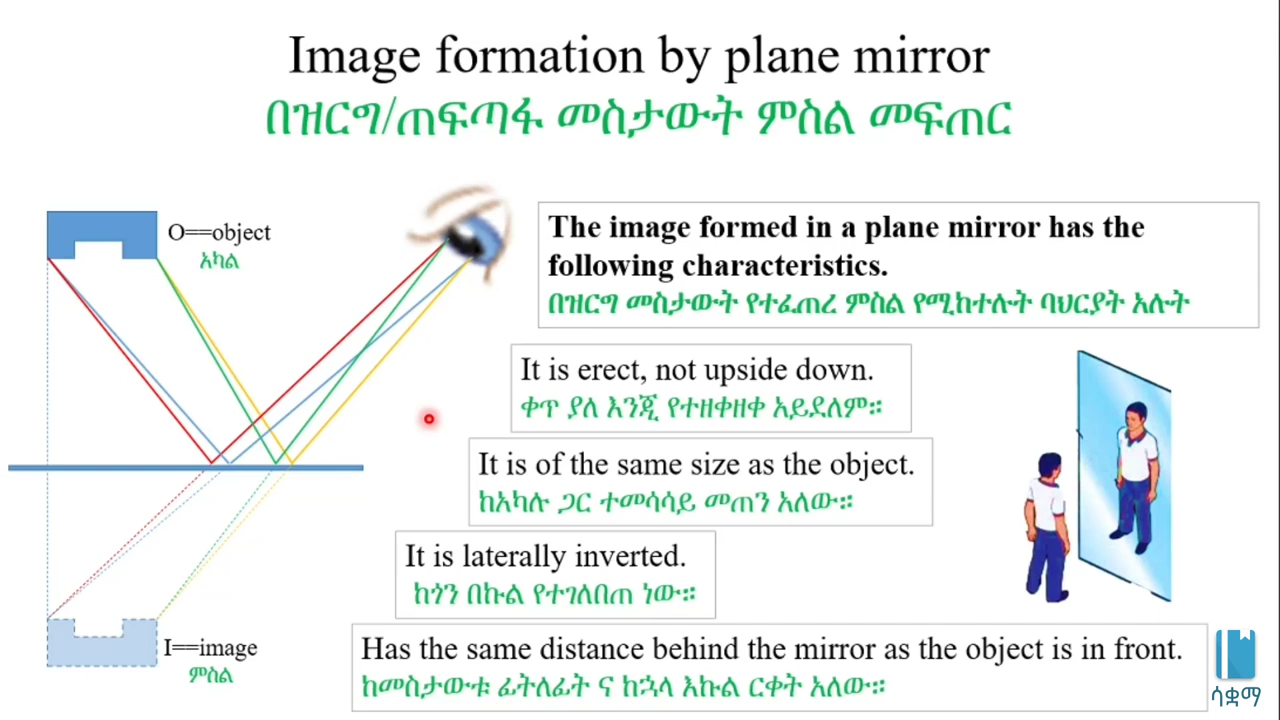 Image formation by plane mirror
በዝርግ/ጠፍጣፋ መስታውት ምስል መፍጠር
O==object
አካል
The image formed in a plane mirror has the
following characteristics.
በዝርግ መስታውት የተፈጠረ ምስል የሚከተሉት ባህርያት አሉት
It is erect, not upside down.
ቀጥ ያለ እንጂ የተዘቀዘቀ አይደለም።
It is of the same size as the object.
ከአካሉ ጋር ተመሳሳይ መጠን አለው።
It is laterally inverted.
ከጎን በኩል የተገለበጠ ነው።
I==image
ምስል
Has the same distance behind the mirror as the object is in front.
ከመስታውቱ ፊትለፊት ና ከኋላ እኩል ርቀት አለው።
ሳቋማ